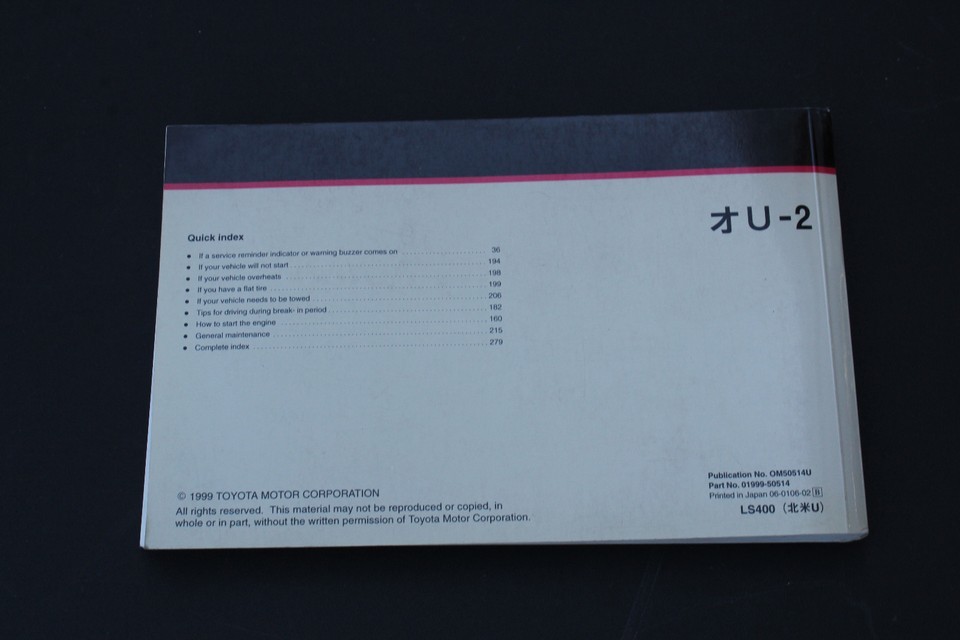 オU-2
Quick index
● If a service reminder indicator or warning buzzer comes on 36
● If your vehicle will not start 194
● If your vehicle overheats 198
● If you have a flat tire 199
● If your vehicle needs to be towed 206
● Tips for driving during break- in period 182
● How to start the engine 160
● General maintenance 215
● Complete index 279
© 1999 TOYOTA MOTOR CORPORATION
All rights reserved. This material may not be reproduced or copied, in
whole or in part, without the written permission of Toyota Motor Corporation.
Publication No. OM50514U
Part No. 01999-50514
Printed in Japan 06-0106-02 B
LS400 (北米U)